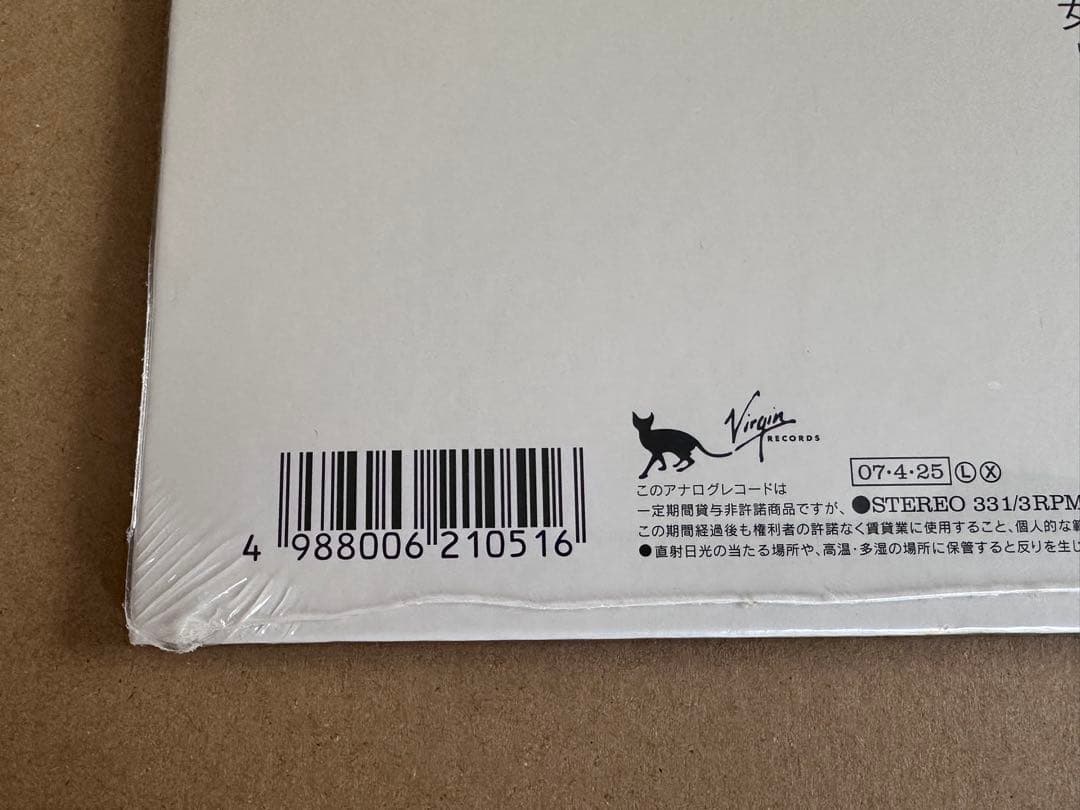 女
Virgin
RECORDS
07・4・25 Ⓛ Ⓧ
このアナログレコードは
一定期間貸与非許諾商品ですが、●STEREO 331/3RPM
この期間経過後も権利者の許諾なく賃貸業に使用すること、個人的な範
●直射日光の当たる場所や、高温・多湿の場所に保管すると反りを生じ
4 988006 210516